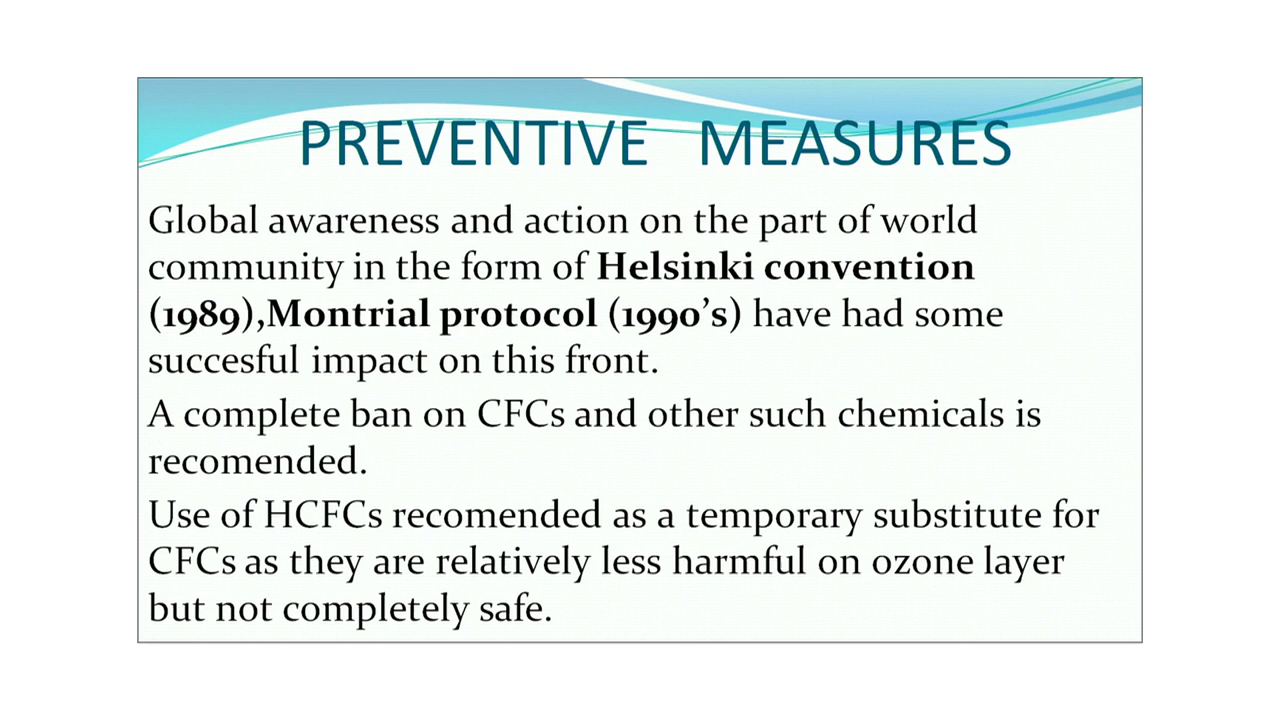 PREVENTIVE MEASURES
Global awareness and action on the part of world
community in the form of Helsinki convention
(1989),Montrial protocol (1990’s) have had some
succesful impact on this front.
A complete ban on CFCs and other such chemicals is
recomended.
Use of HCFCs recomended as a temporary substitute for
CFCs as they are relatively less harmful on ozone layer
but not completely safe.